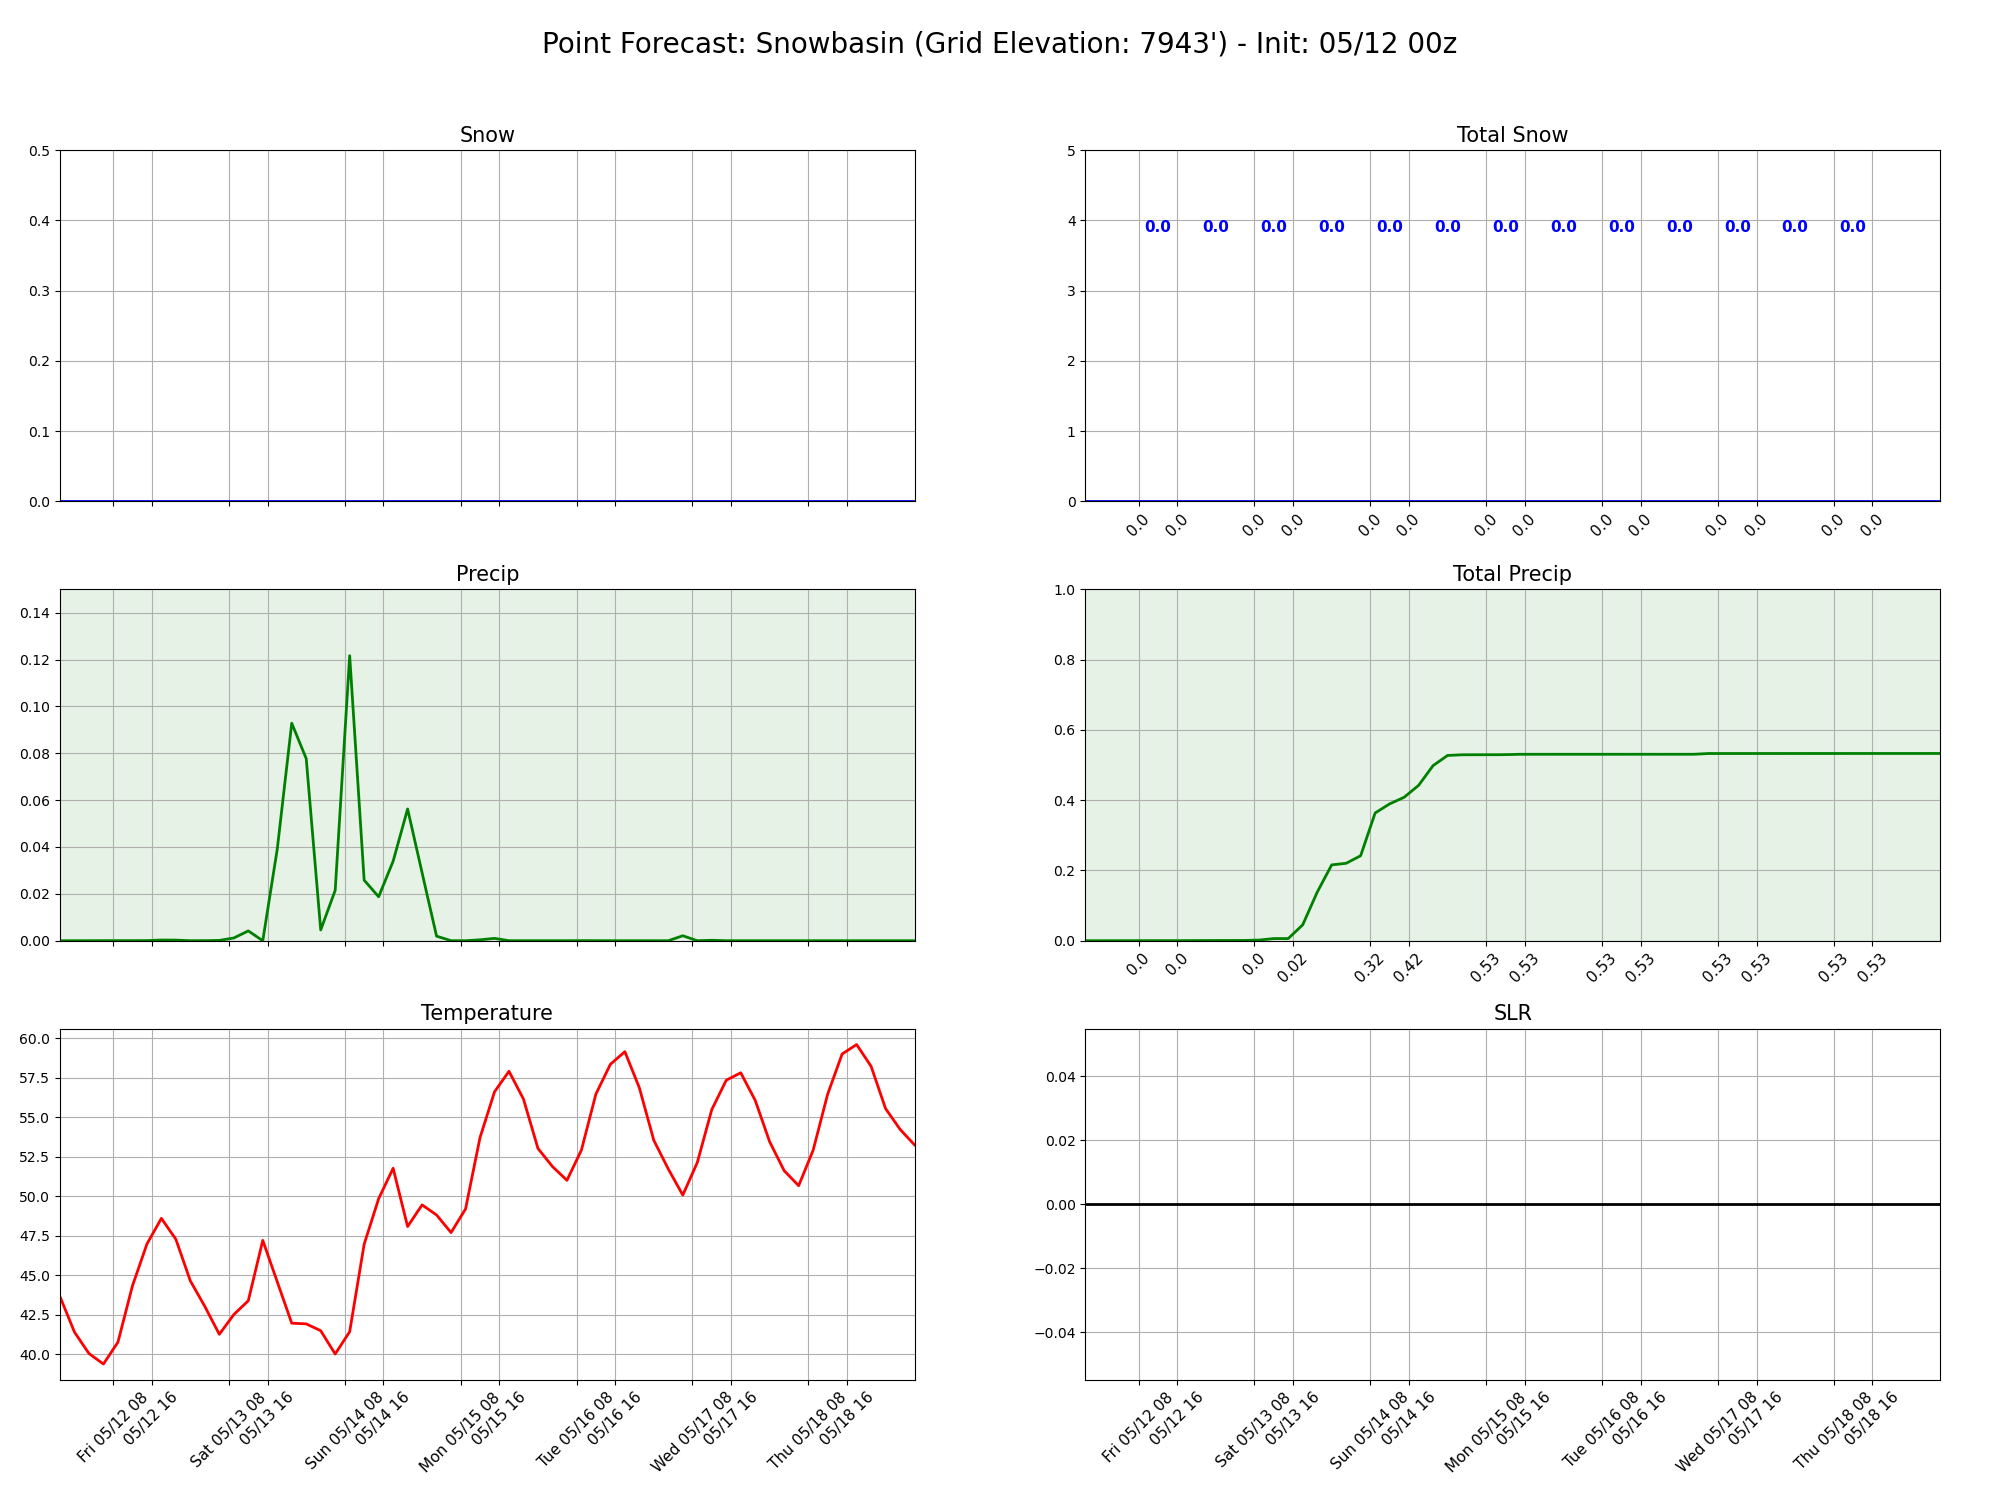 Point Forecast: Snowbasin (Grid Elevation: 7943') - Init: 05/12 00z
Snow
0.5
0.4
0.3
0.2
0.1
0.0
Total Snow
5
4
3
2
1
0
0.0 0.0 0.0 0.0 0.0 0.0 0.0 0.0 0.0 0.0 0.0 0.0 0.0
0.0 0.0 0.0 0.0 0.0 0.0 0.0 0.0 0.0 0.0 0.0 0.0 0.0 0.0
Precip
0.14
0.12
0.10
0.08
0.06
0.04
0.02
0.00
Total Precip
1.0
0.8
0.6
0.4
0.2
0.0
0.0 0.0 0.0 0.02 0.32 0.42 0.53 0.53 0.53 0.53 0.53 0.53 0.53 0.53
Temperature
60.0
57.5
55.0
52.5
50.0
47.5
45.0
42.5
40.0
Fri 05/12 08
05/12 16
Sat 05/13 08
05/13 16
Sun 05/14 08
05/14 16
Mon 05/15 08
05/15 16
Tue 05/16 08
05/16 16
Wed 05/17 08
05/17 16
Thu 05/18 08
05/18 16
SLR
0.04
0.02
0.00
−0.02
−0.04
Fri 05/12 08
05/12 16
Sat 05/13 08
05/13 16
Sun 05/14 08
05/14 16
Mon 05/15 08
05/15 16
Tue 05/16 08
05/16 16
Wed 05/17 08
05/17 16
Thu 05/18 08
05/18 16